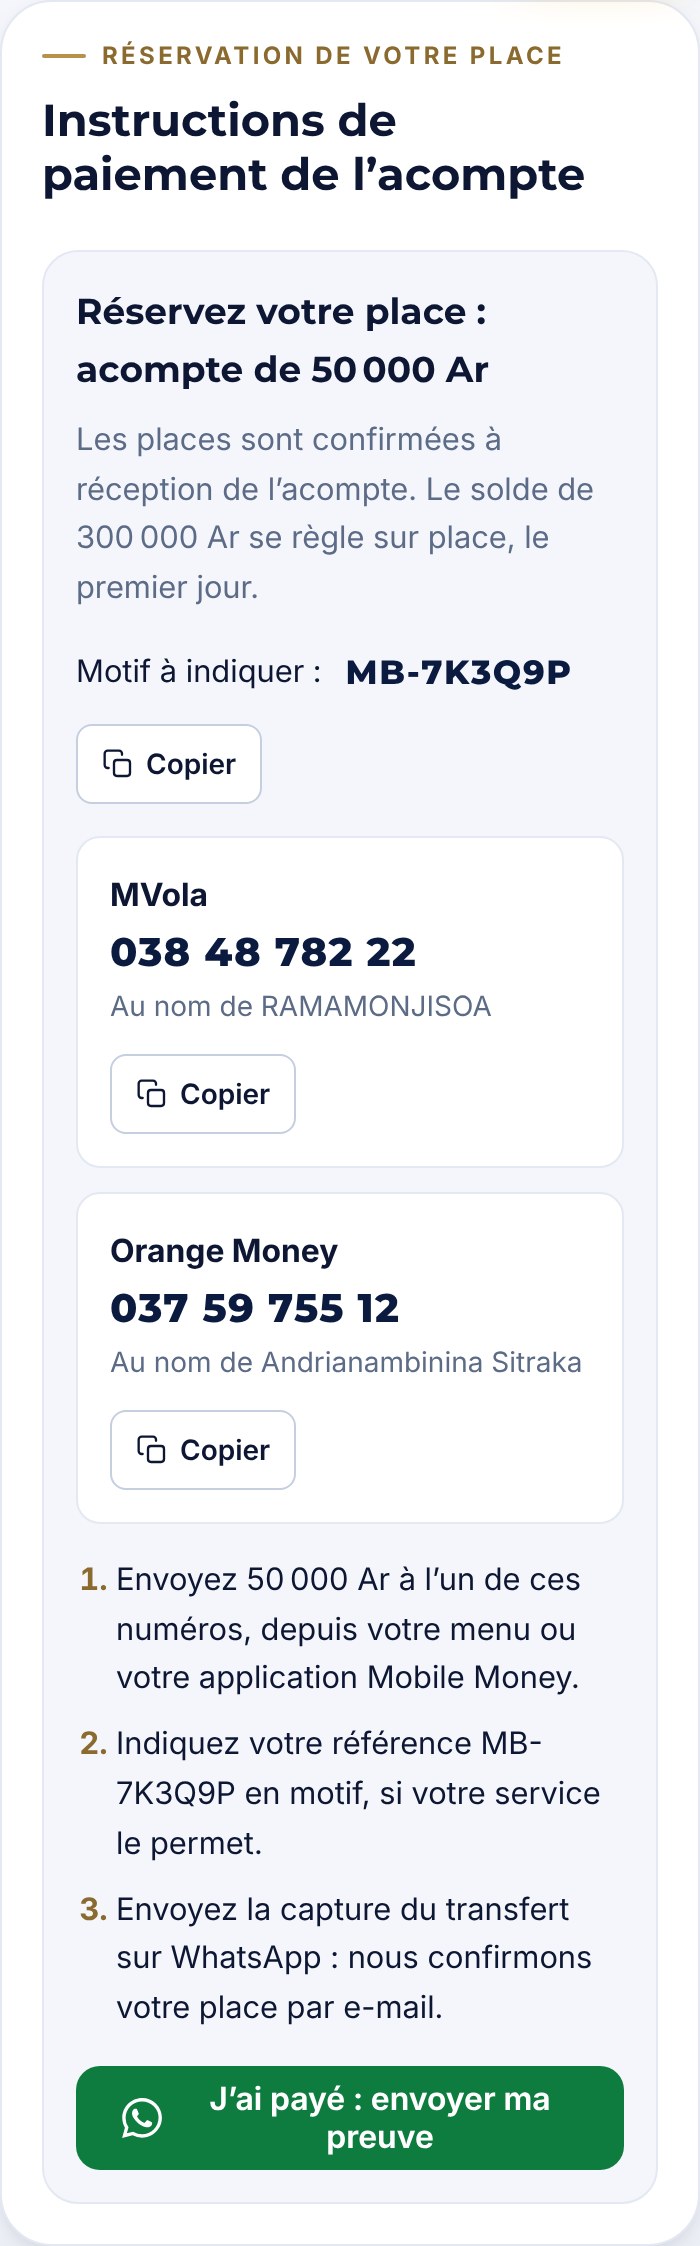 RÉSERVATION DE VOTRE PLACE
Instructions de
paiement de l’acompte
Réservez votre place :
acompte de 50 000 Ar
Les places sont confirmées à
réception de l’acompte. Le solde de
300 000 Ar se règle sur place, le
premier jour.
Motif à indiquer : MB-7K3Q9P
Copier
MVola
038 48 782 22
Au nom de RAMAMONJISOA
Copier
Orange Money
037 59 755 12
Au nom de Andrianambinina Sitraka
Copier
1. Envoyez 50 000 Ar à l’un de ces
numéros, depuis votre menu ou
votre application Mobile Money.
2. Indiquez votre référence MB-
7K3Q9P en motif, si votre service
le permet.
3. Envoyez la capture du transfert
sur WhatsApp : nous confirmons
votre place par e-mail.
J’ai payé : envoyer ma
preuve